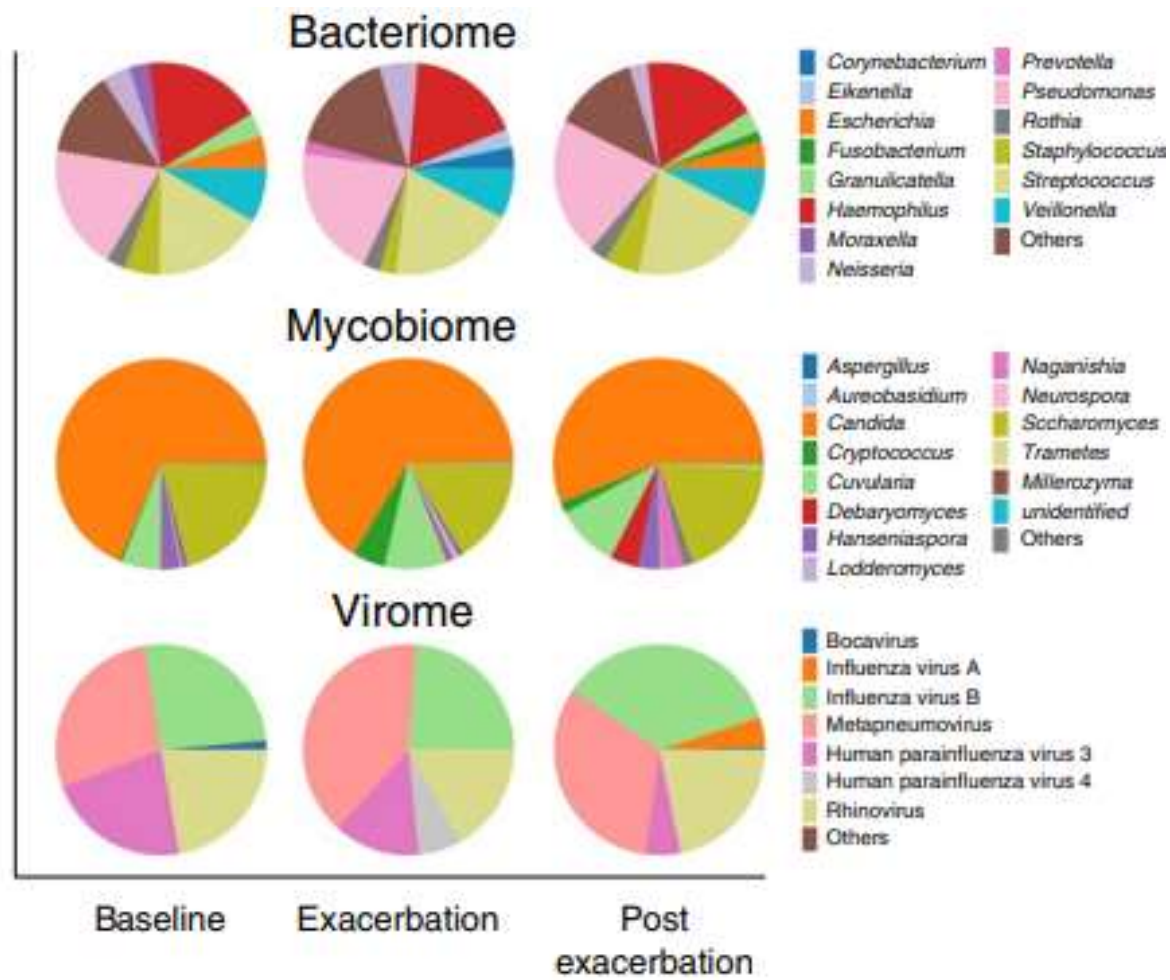 Bacteriome
Corynebacterium
Eikenella
Escherichia
Fusobacterium
Granulicatella
Haemophilus
Moraxella
Neisseria
Prevotella
Pseudomonas
Rothia
Staphylococcus
Streptococcus
Veillonella
Others
Mycobiome
Aspergillus
Aureobasidium
Candida
Cryptococcus
Cuvularia
Debaryomyces
Hanseniaspora
Lodderomyces
Naganishia
Neurospora
Sccharomyces
Trametes
Millerozyma
unidentified
Others
Virome
Bocavirus
Influenza virus A
Influenza virus B
Metapneumovirus
Human parainfluenza virus 3
Human parainfluenza virus 4
Rhinovirus
Others
Baseline
Exacerbation
Post
exacerbation